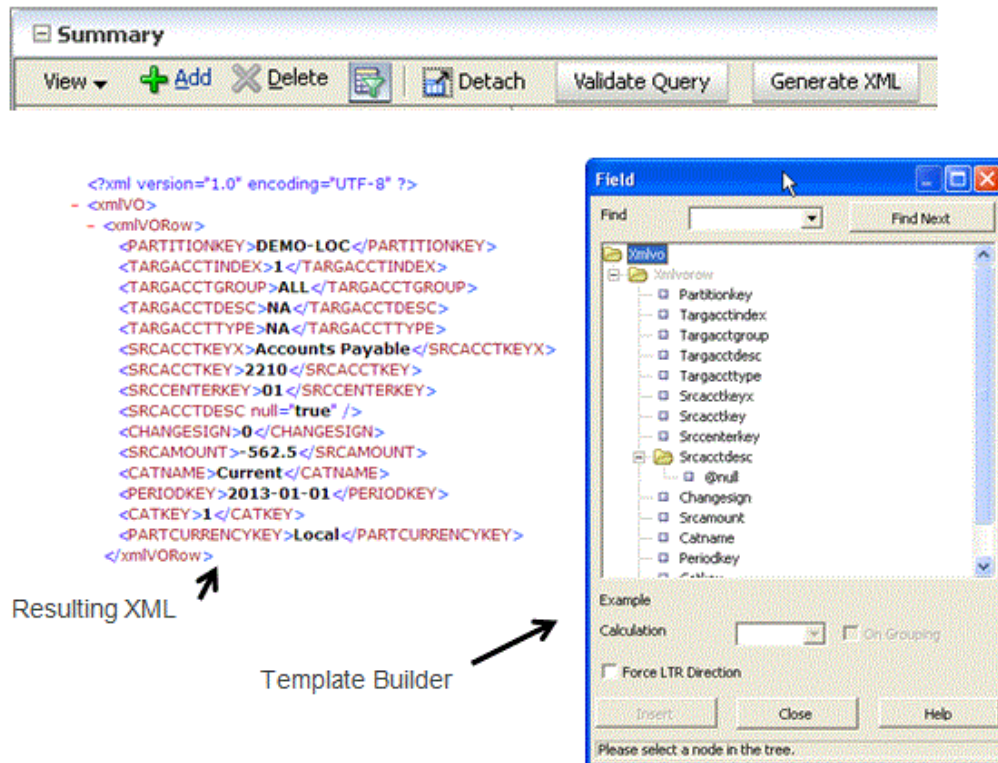 Summary
View Add Delete Detach Validate Query Generate XML
<?xml version="1.0" encoding="UTF-8" ?>
- <xmlVO>
- <xmlVORow>
<PARTITIONKEY>DEMO-LOC</PARTITIONKEY>
<TARGACCTINDEX>1</TARGACCTINDEX>
<TARGACCTGROUP>ALL</TARGACCTGROUP>
<TARGACCTDESC>NA</TARGACCTDESC>
<TARGACCTTYPE>NA</TARGACCTTYPE>
<SRCACCTKEYX>Accounts Payable</SRCACCTKEYX>
<SRCACCTKEY>2210</SRCACCTKEY>
<SRCCENTERKEY>01</SRCCENTERKEY>
<SRCACCTDESC null="true" />
<CHANGESIGN>0</CHANGESIGN>
<SRCAMOUNT>-562.5</SRCAMOUNT>
<CATNAME>Current</CATNAME>
<PERIODKEY>2013-01-01</PERIODKEY>
<CATKEY>1</CATKEY>
<PARTCURRENCYKEY>Local</PARTCURRENCYKEY>
</xmlVORow>
Resulting XML
Template Builder
Field
Find Find Next
Xmlvo
Xmlvorow
Partitionkey
Targacctindex
Targacctgroup
Targacctdesc
Targaccttype
Srcacctkeyx
Srcacctkey
Srccenterkey
Srcacctdesc
@null
Changesign
Srcamount
Catname
Periodkey
Example
Calculation On Grouping
Force LTR Direction
Insert Close Help
Please select a node in the tree.